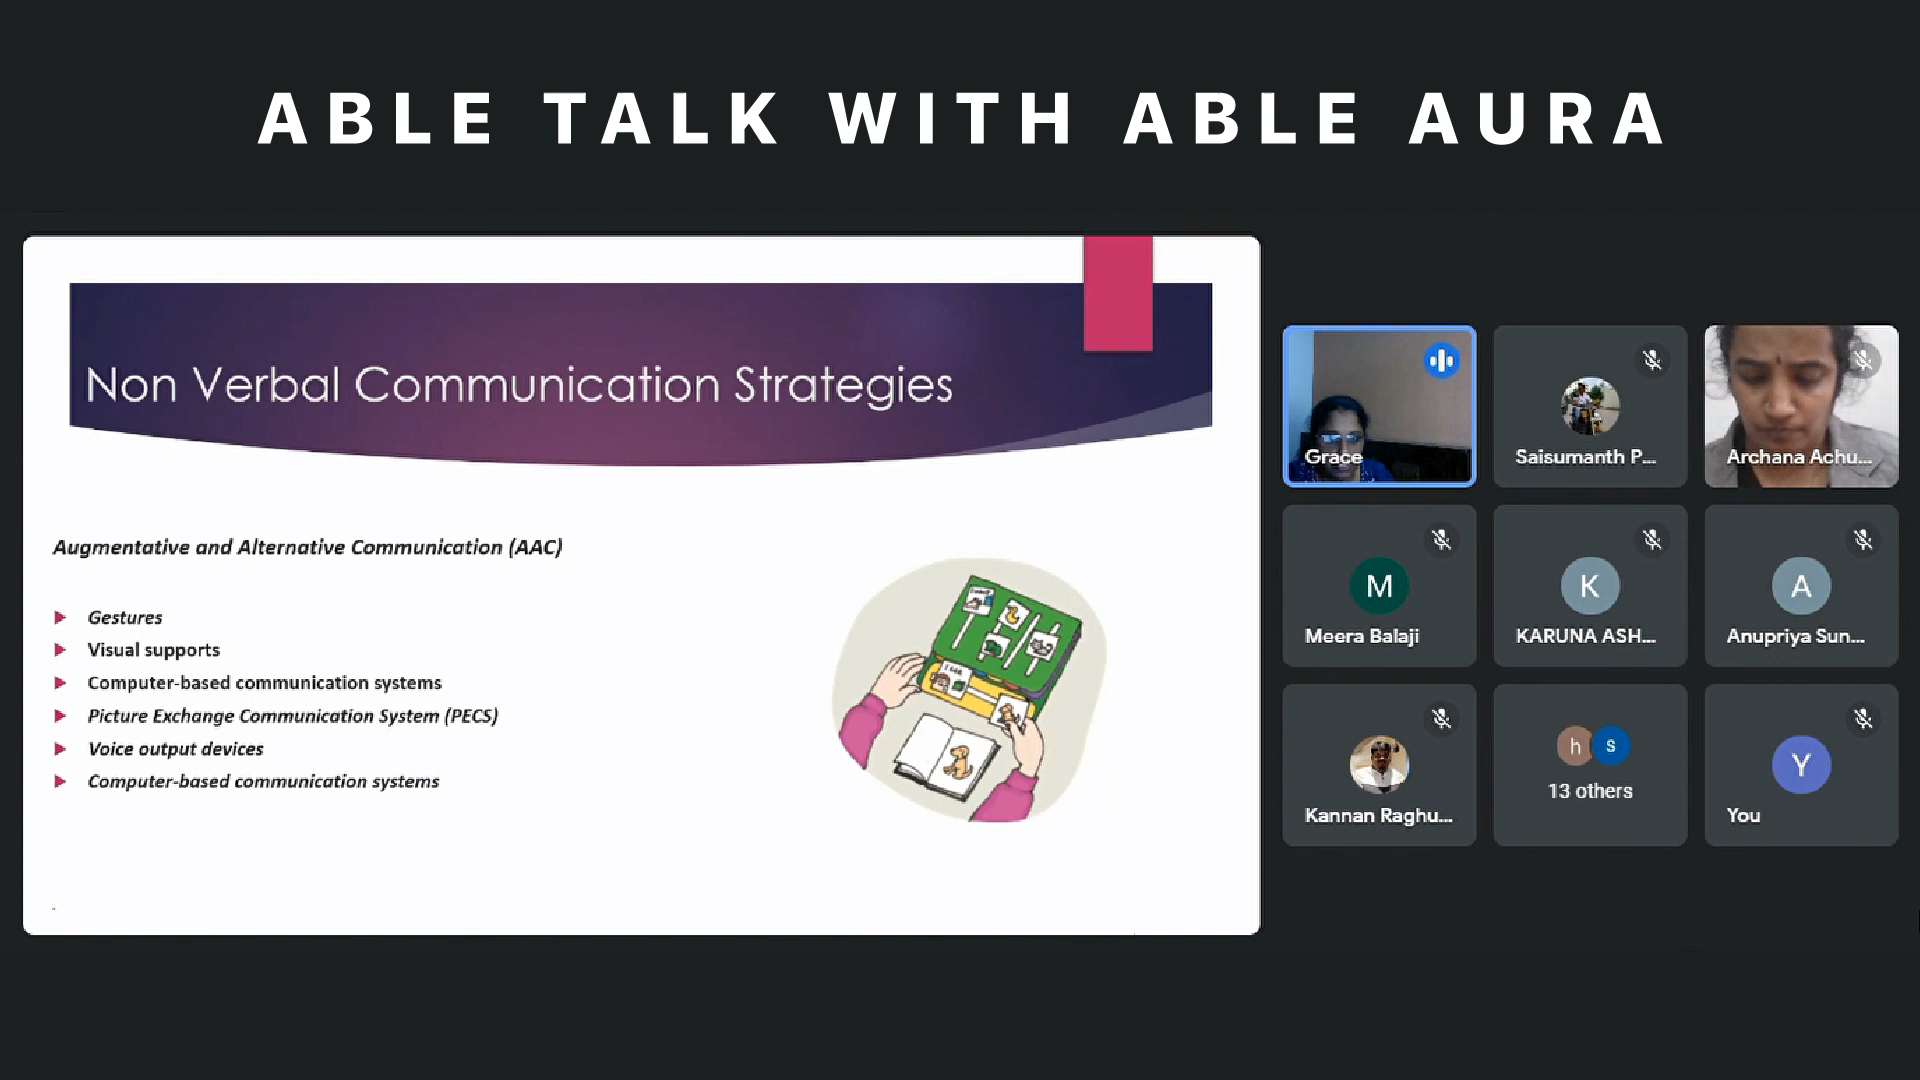 ABLE TALK WITH ABLE AURA
Non Verbal Communication Strategies
Augmentative and Alternative Communication (AAC)
Gestures
Visual supports
Computer-based communication systems
Picture Exchange Communication System (PECS)
Voice output devices
Computer-based communication systems
Grace
Saisumanth P...
Archana Achu...
M
Meera Balaji
K
KARUNA ASH...
A
Anupriya Sun...
Kannan Raghu...
h s
13 others
Y
You